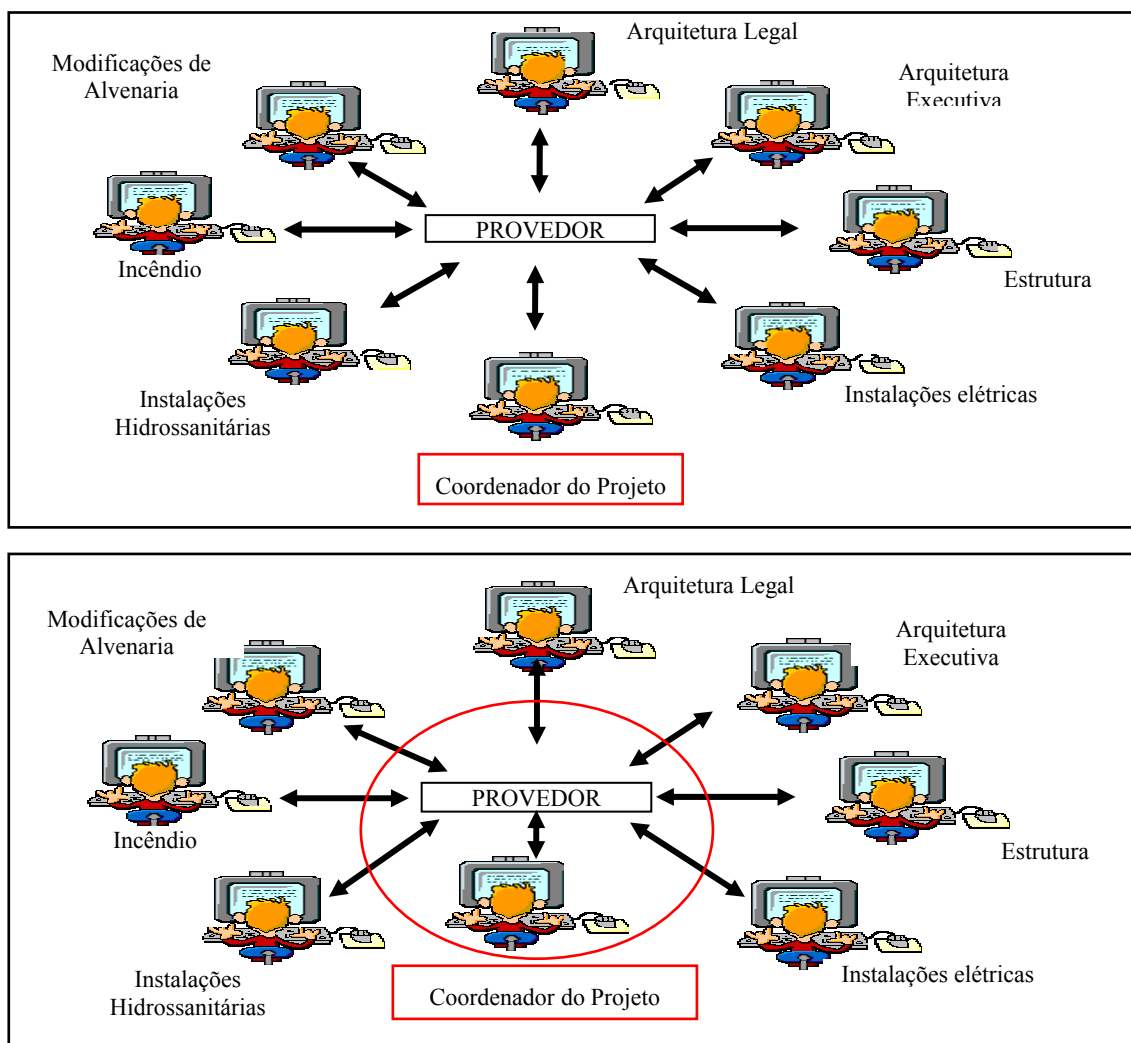 Arquitetura Legal
Modificações de
Alvenaria
Arquitetura
Executiva
PROVEDOR
Incêndio
Estrutura
Instalações
Hidrossanitárias
Instalações elétricas
Coordenador do Projeto
Arquitetura Legal
Modificações de
Alvenaria
Arquitetura
Executiva
PROVEDOR
Incêndio
Estrutura
Instalações
Hidrossanitárias
Instalações elétricas
Coordenador do Projeto